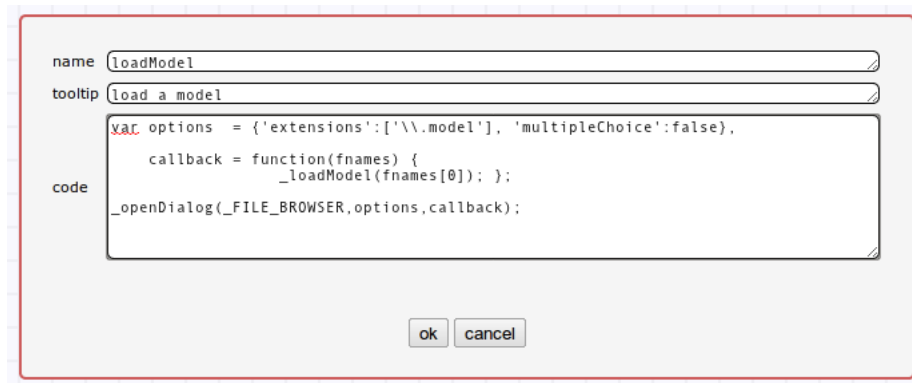 name loadModel
tooltip load a model
code
var options  = {'extensions':['\\.model'], 'multipleChoice':false},
    callback = function(fnames) {
                  _loadModel(fnames[0]); };
_openDialog(_FILE_BROWSER,options,callback);
ok cancel